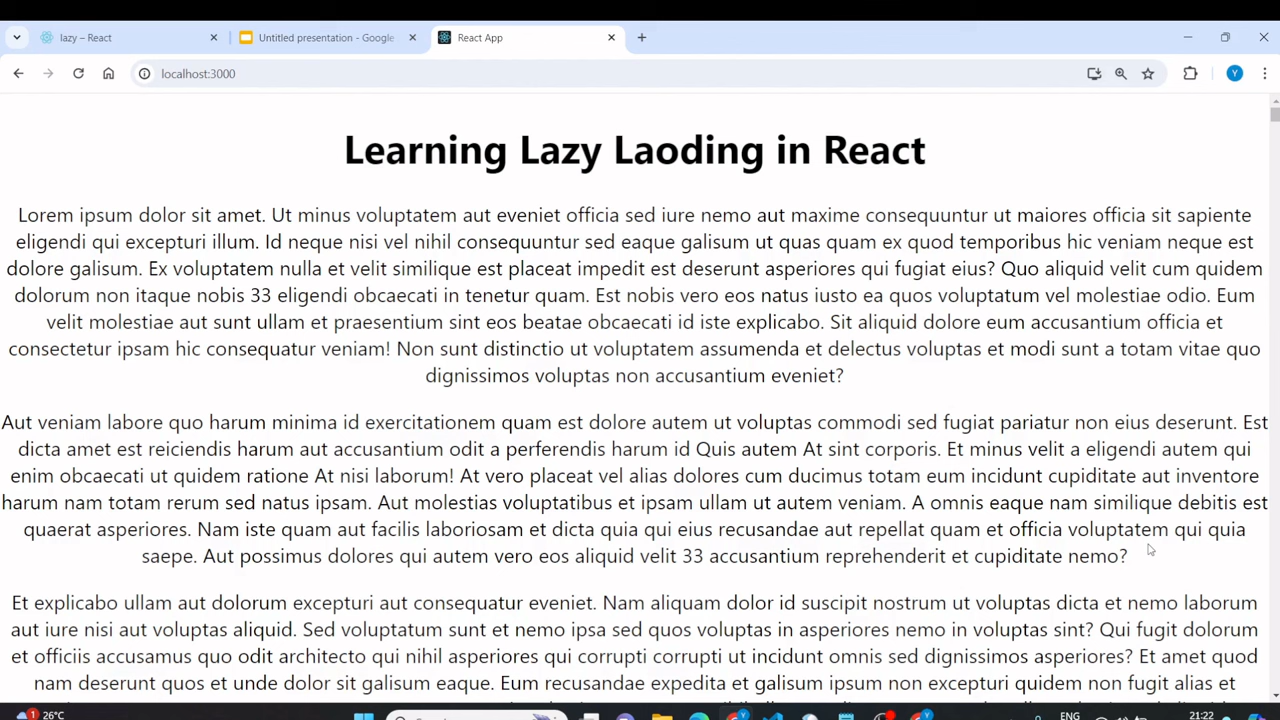 lazy – React
Untitled presentation - Google
React App
localhost:3000
Y
Learning Lazy Laoding in React
Lorem ipsum dolor sit amet. Ut minus voluptatem aut eveniet officia sed iure nemo aut maxime consequuntur ut maiores officia sit sapiente
eligendi qui excepturi illum. Id neque nisi vel nihil consequuntur sed eaque galisum ut quas quam ex quod temporibus hic veniam neque est
dolore galisum. Ex voluptatem nulla et velit similique est placeat impedit est deserunt asperiores qui fugiat eius? Quo aliquid velit cum quidem
dolorum non itaque nobis 33 eligendi obcaecati in tenetur quam. Est nobis vero eos natus iusto ea quos voluptatum vel molestiae odio. Eum
velit molestiae aut sunt ullam et praesentium sint eos beatae obcaecati id iste explicabo. Sit aliquid dolore eum accusantium officia et
consectetur ipsam hic consequatur veniam! Non sunt distinctio ut voluptatem assumenda et delectus voluptas et modi sunt a totam vitae quo
dignissimos voluptas non accusantium eveniet?
Aut veniam labore quo harum minima id exercitationem quam est dolore autem ut voluptas commodi sed fugiat pariatur non eius deserunt. Est
dicta amet est reiciendis harum aut accusantium odit a perferendis harum id Quis autem At sint corporis. Et minus velit a eligendi autem qui
enim obcaecati ut quidem ratione At nisi laborum! At vero placeat vel alias dolores cum ducimus totam eum incidunt cupiditate aut inventore
harum nam totam rerum sed natus ipsam. Aut molestias voluptatibus et ipsam ullam ut autem veniam. A omnis eaque nam similique debitis est
quaerat asperiores. Nam iste quam aut facilis laboriosam et dicta quia qui eius recusandae aut repellat quam et officia voluptatem qui quia
saepe. Aut possimus dolores qui autem vero eos aliquid velit 33 accusantium reprehenderit et cupiditate nemo?
Et explicabo ullam aut dolorum excepturi aut consequatur eveniet. Nam aliquam dolor id suscipit nostrum ut voluptas dicta et nemo laborum
aut iure nisi aut voluptas aliquid. Sed voluptatum sunt et nemo ipsa sed quos voluptas in asperiores nemo in voluptas sint? Qui fugit dolorum
et officiis accusamus quo odit architecto qui nihil asperiores qui corrupti corrupti ut incidunt omnis sed dignissimos asperiores? Et amet quod
nam deserunt quos et unde dolor sit galisum eaque. Eum recusandae expedita et galisum ipsum non excepturi quidem non fugit alias et
1
26°C
ENG
21:22